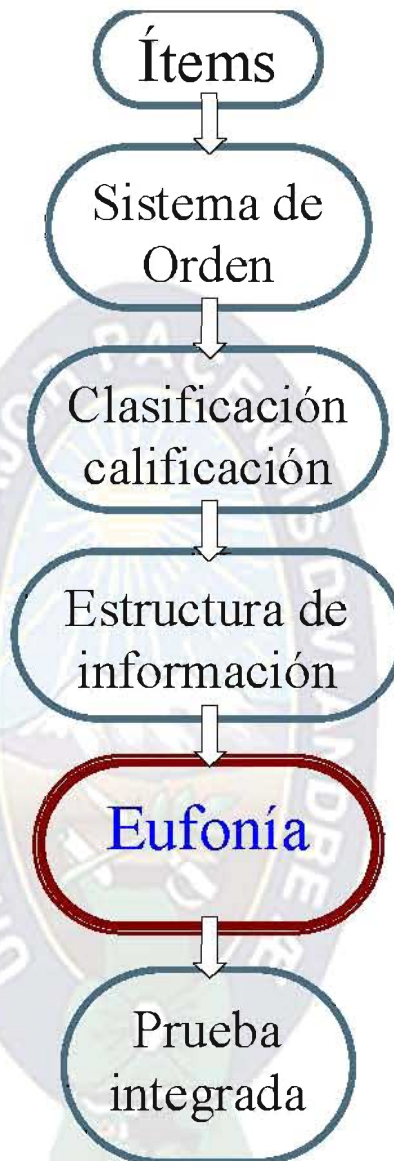 Ítems
Sistema de
Orden
Clasificación
calificación
Estructura de
información
Eufonía
Prueba
integrada